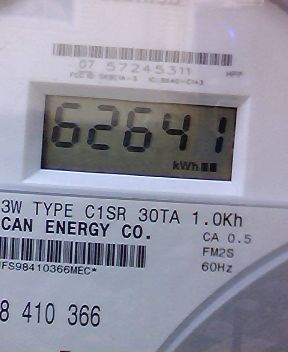 07 57245311 MPP
62641
kWh
3W TYPE C1SR 30TA 1.0Kh
CAN ENERGY CO. CA 0.5
FM2S
FS98410366MEC* 60Hz
8 410 366